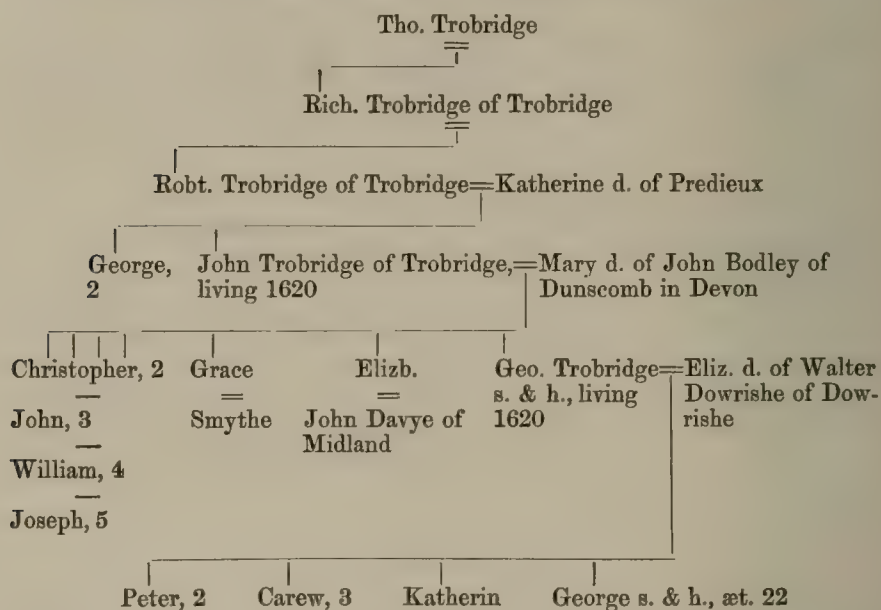 Tho. Trobridge
Rich. Trobridge of Trobridge
Robt. Trobridge of Trobridge=Katherine d. of Predieux
George, 2
John Trobridge of Trobridge,=Mary d. of John Bodley of
living 1620
Dunscomb in Devon
Christopher, 2
John, 3
William, 4
Joseph, 5
Grace
=
Smythe
Elizb.
=
John Davye of
Midland
Geo. Trobridge=Eliz. d. of Walter
s. & h., living
1620
Dowrishe of Dow-
rishe
Peter, 2
Carew, 3
Katherin
George s. & h., æt. 22